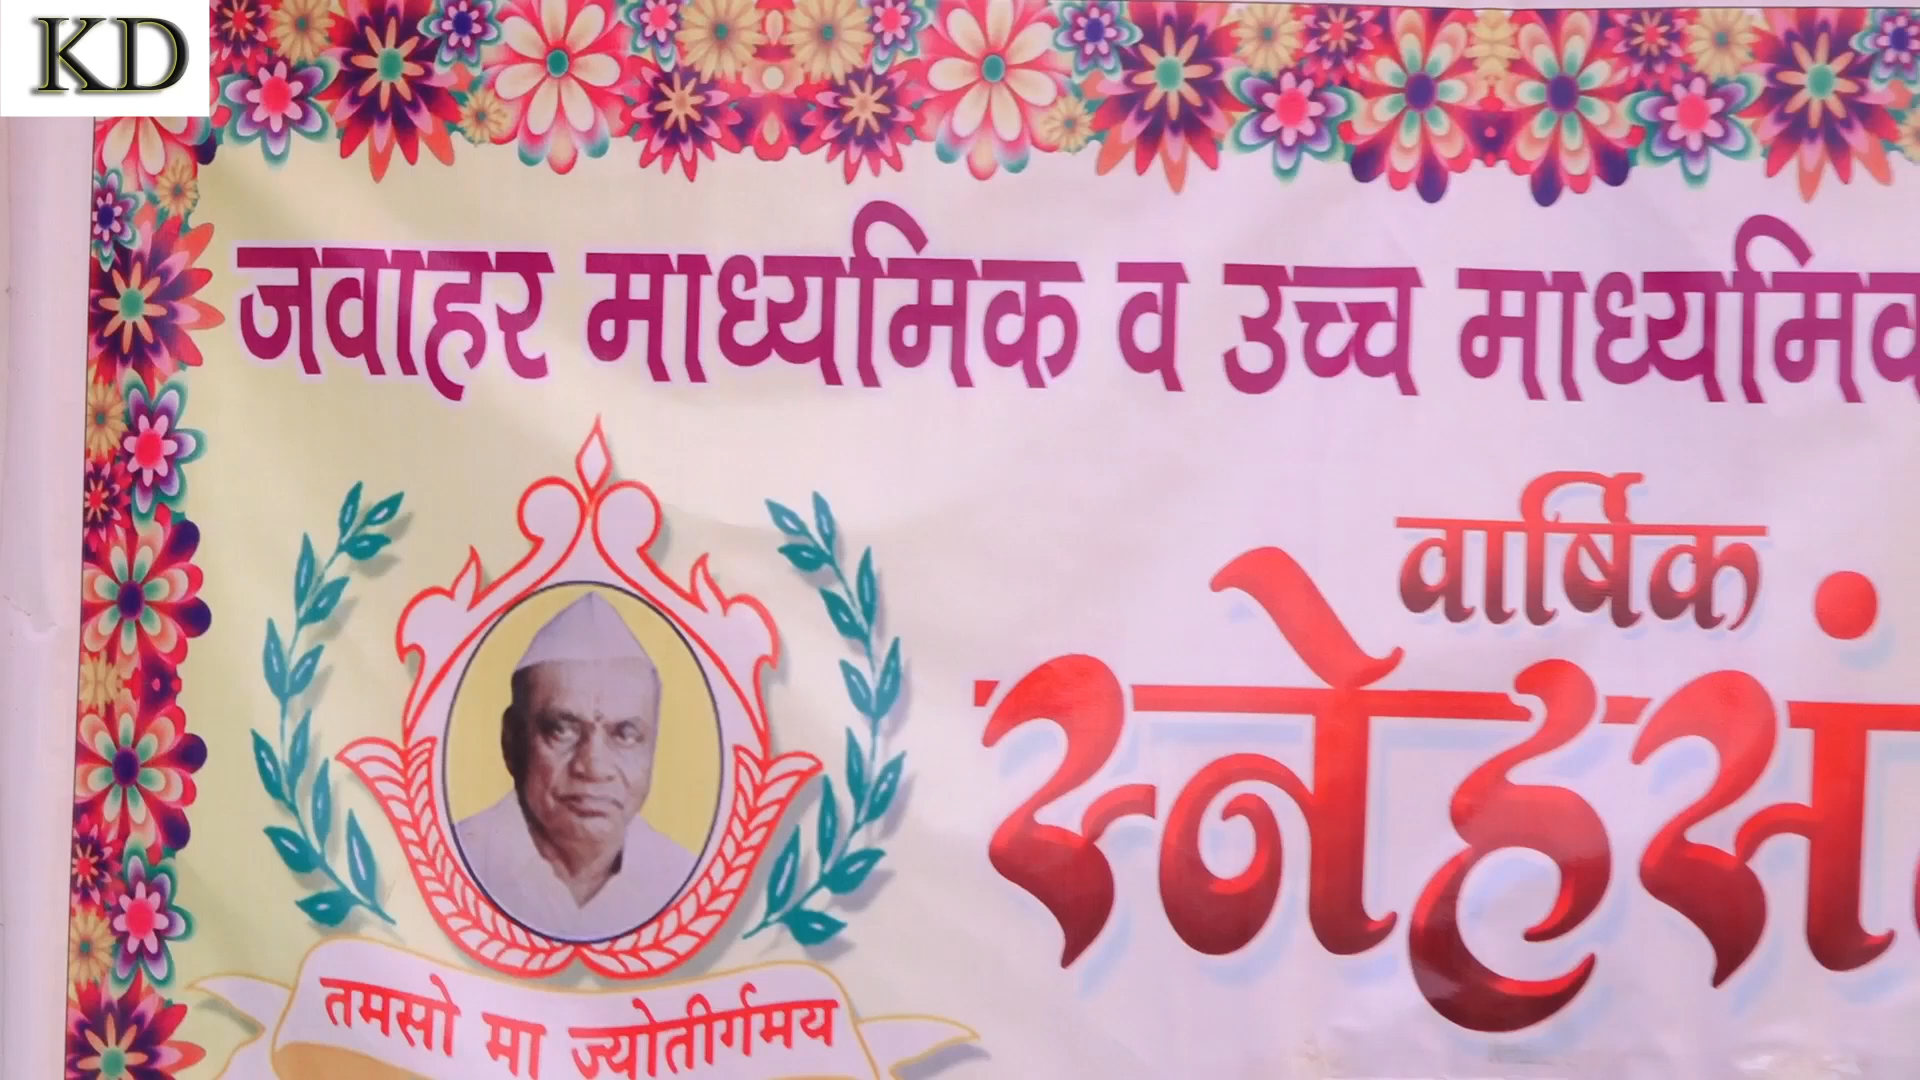 KD
जवाहर माध्यमिक व उच्च माध्यमिक
वार्षिक
स्नेहसं
तमसो मा ज्योतीर्गमय